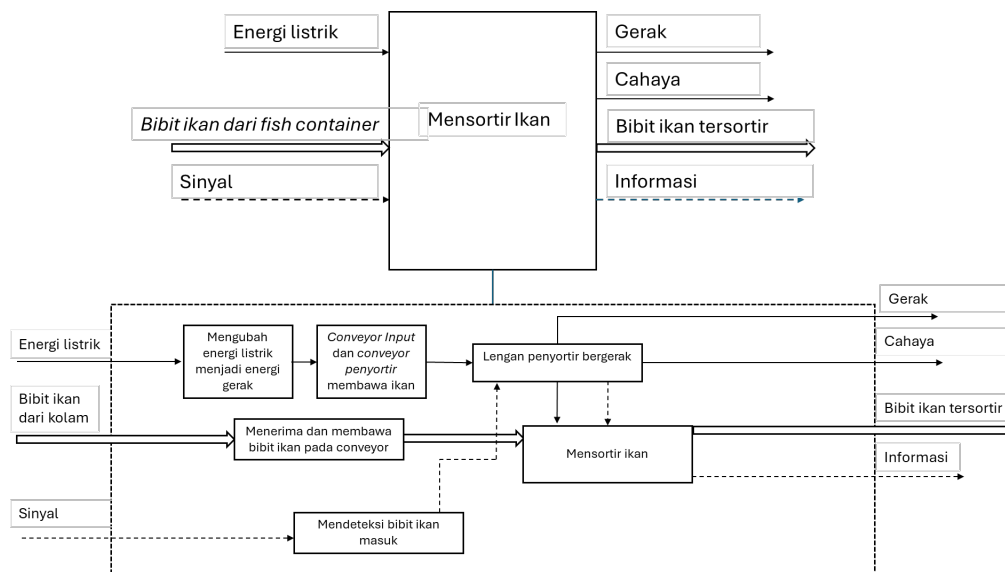 Energi listrik
Gerak
Cahaya
Bibit ikan dari fish container
Mensortir Ikan
Bibit ikan tersortir
Sinyal
Informasi
Gerak
Energi listrik
Mengubah
energi listrik
menjadi energi
gerak
Conveyor Input
dan conveyor
penyortir
membawa ikan
Lengan penyortir bergerak
Cahaya
Bibit ikan
dari kolam
Menerima dan membawa
bibit ikan pada conveyor
Mensortir ikan
Bibit ikan tersortir
Informasi
Sinyal
Mendeteksi bibit ikan
masuk